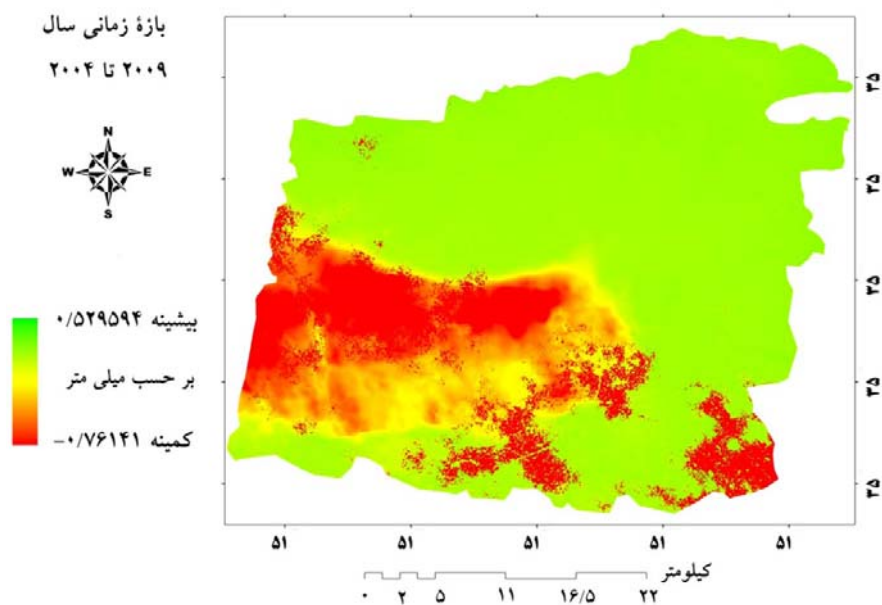 بازهٔ زمانی سال
۲۰۰۴ تا ۲۰۰۹
N
W E
S
بیشینه ۰/۵۲۹۵۹۴
بر حسب میلی متر
کمینه ۰/۷۶۱۴۱−
۳۵
۳۵
۳۵
۳۵
۳۵
۵۱ ۵۱ ۵۱ ۵۱ ۵۱
کیلومتر
۰ ۲ ۵ ۱۱ ۱۶/۵ ۲۲